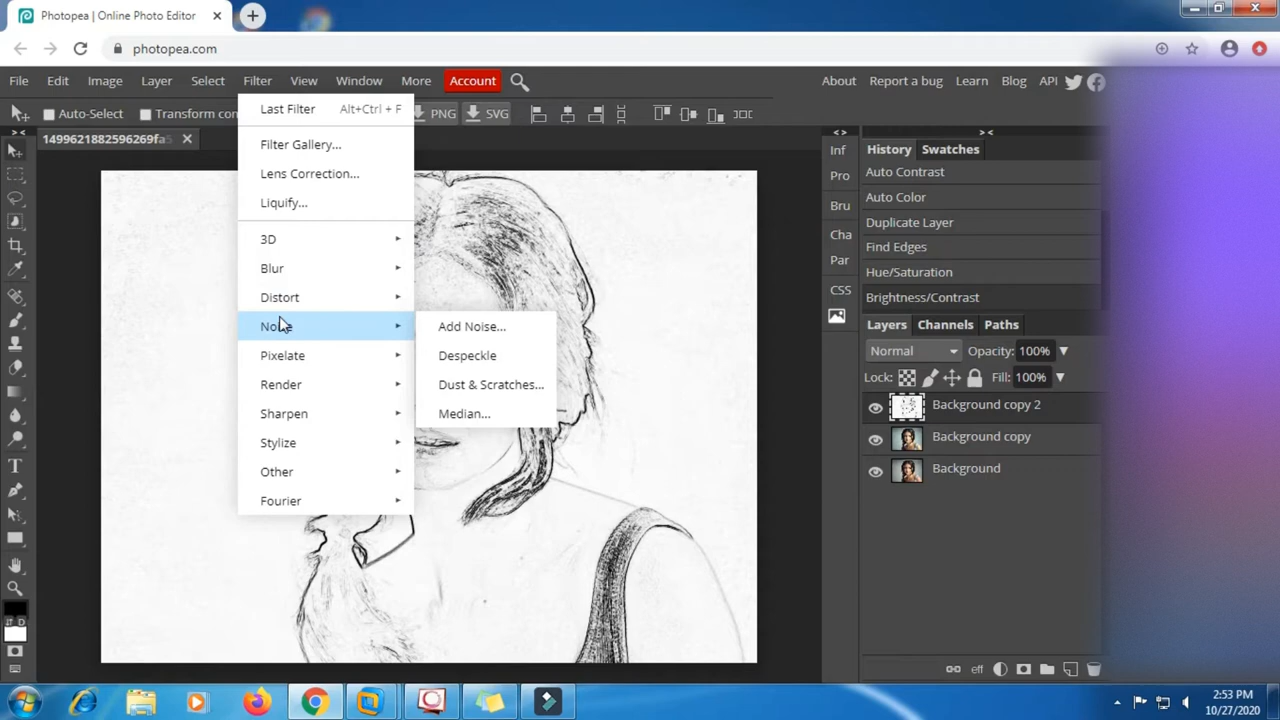 Photopea | Online Photo Editor
photopea.com
File Edit Image Layer Select Filter View Window More Account
About Report a bug Learn Blog API
Auto-Select Transform con PNG SVG
1499621882596269fa5
Last Filter Alt+Ctrl + F
Filter Gallery...
Lens Correction...
Liquify...
3D
Blur
Distort
Noise
Pixelate
Render
Sharpen
Stylize
Other
Fourier
Add Noise...
Despeckle
Dust & Scratches...
Median...
Inf
Pro
Bru
Cha
Par
CSS
History Swatches
Auto Contrast
Auto Color
Duplicate Layer
Find Edges
Hue/Saturation
Brightness/Contrast
Layers Channels Paths
Normal Opacity: 100%
Lock: Fill: 100%
Background copy 2
Background copy
Background
eff
T
D
2:53 PM
10/27/2020